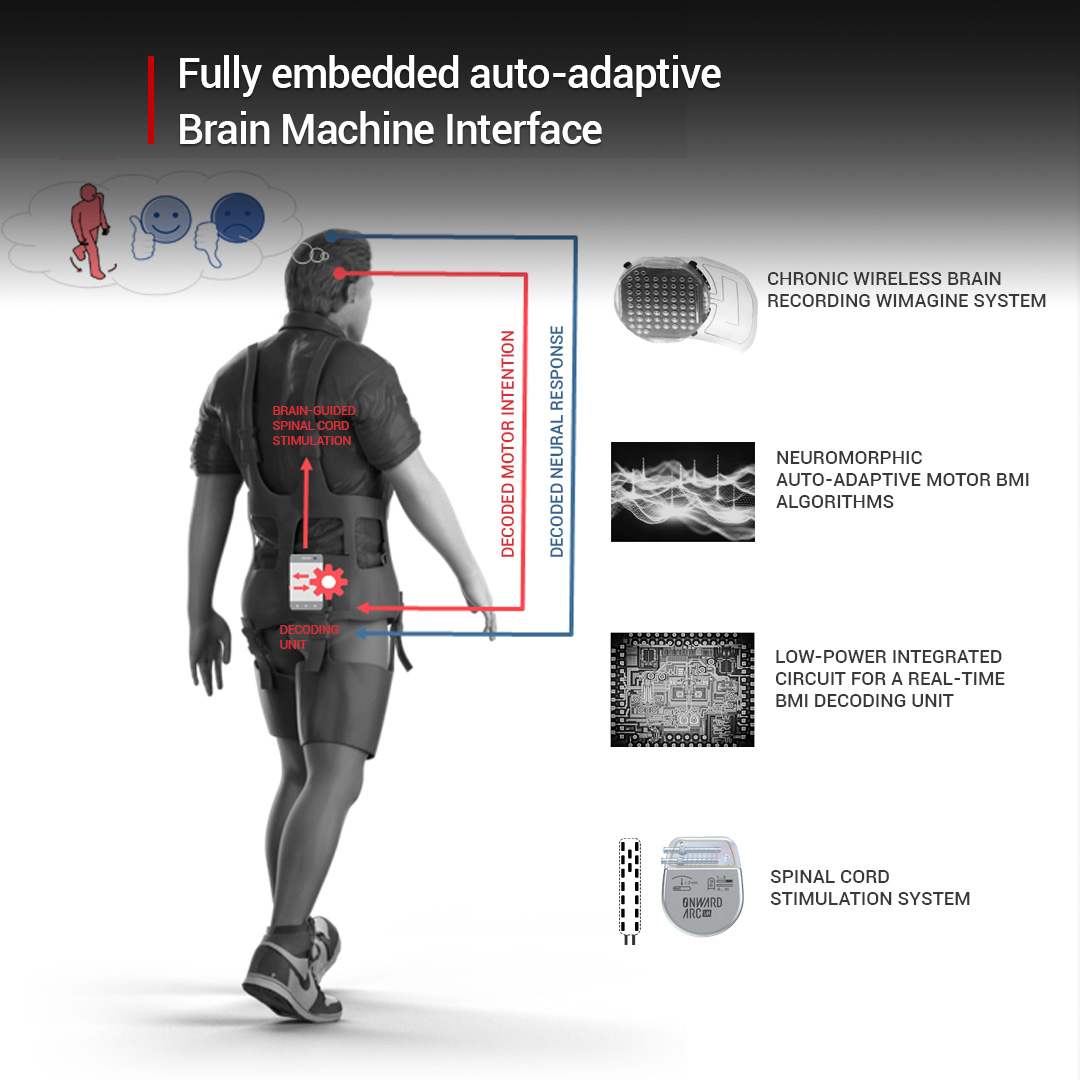 Fully embedded auto-adaptive
Brain Machine Interface
BRAIN-GUIDED
SPINAL CORD
STIMULATION
DECODING
UNIT
DECODED MOTOR INTENTION
DECODED NEURAL RESPONSE
CHRONIC WIRELESS BRAIN
RECORDING WIMAGINE SYSTEM
NEUROMORPHIC
AUTO-ADAPTIVE MOTOR BMI
ALGORITHMS
LOW-POWER INTEGRATED
CIRCUIT FOR A REAL-TIME
BMI DECODING UNIT
ONWARD
ARC
SPINAL CORD
STIMULATION SYSTEM